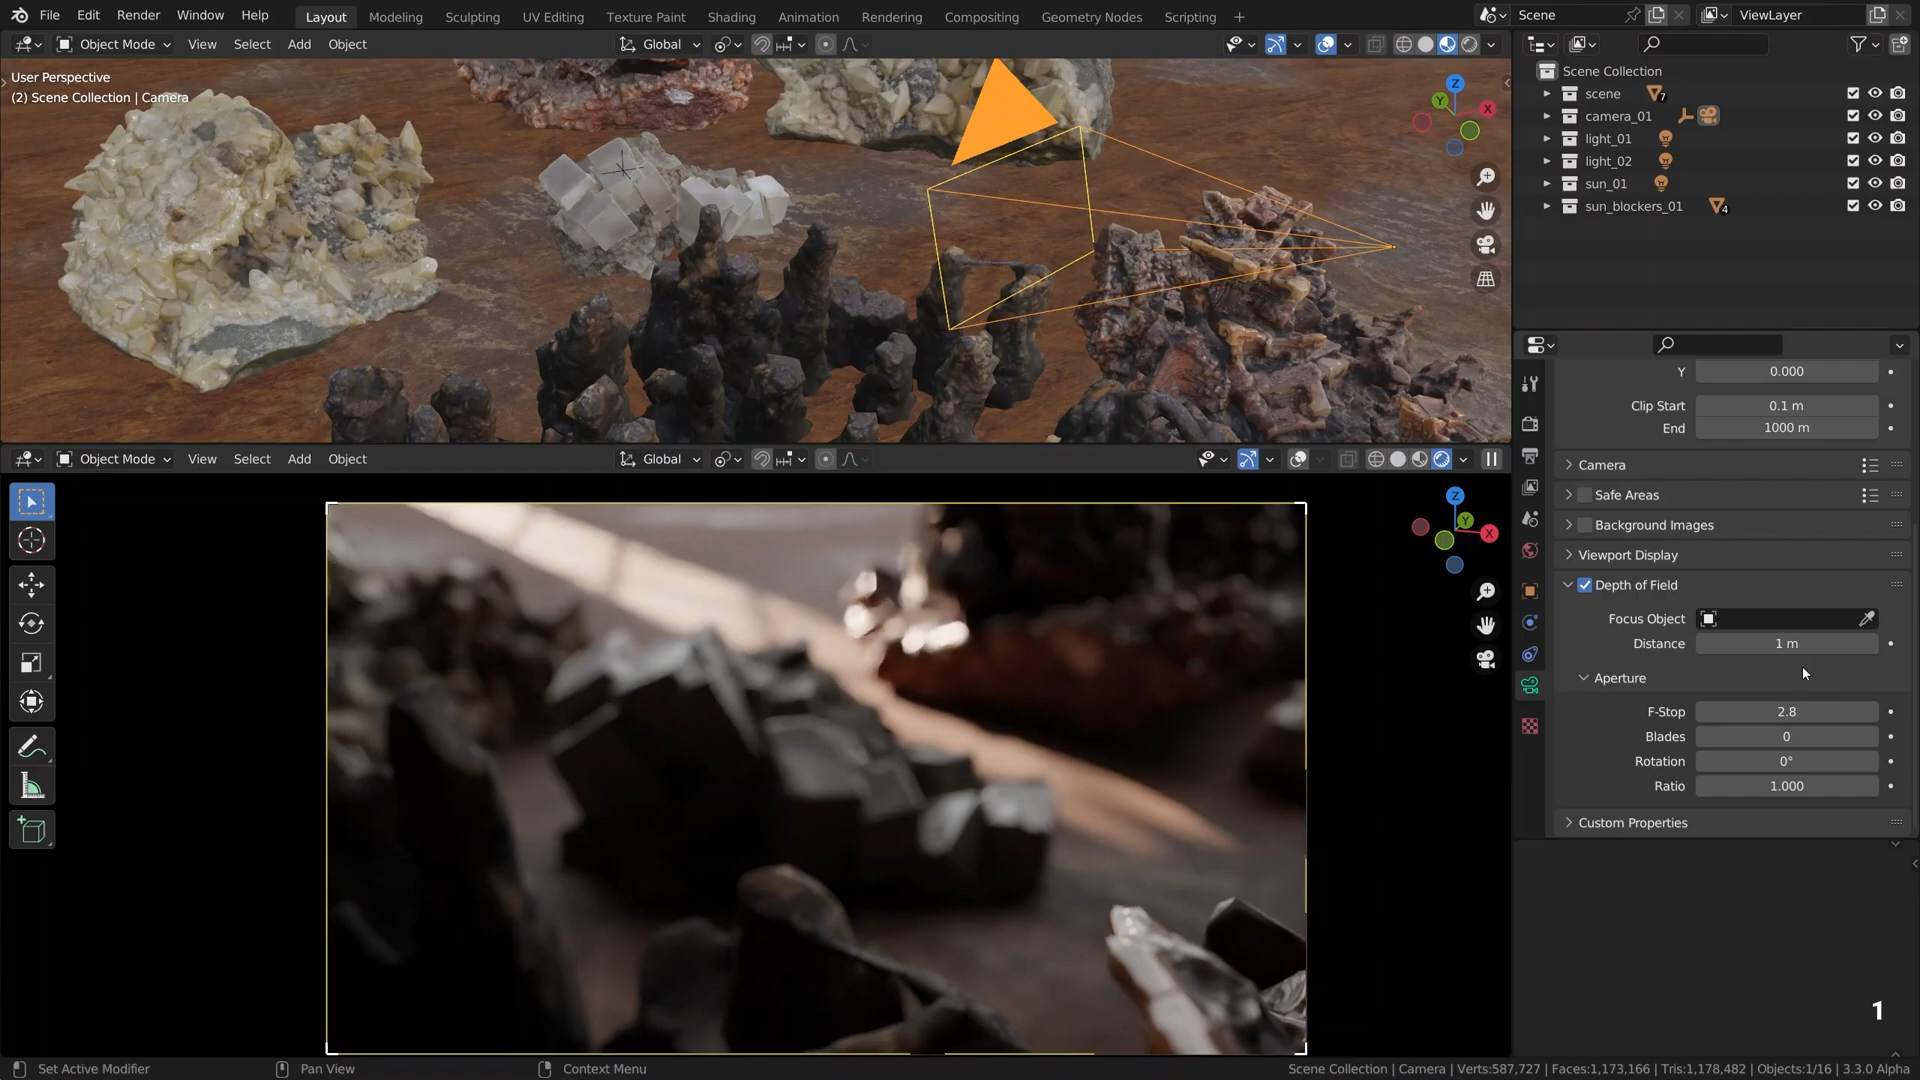 File Edit Render Window Help Layout Modeling Sculpting UV Editing Texture Paint Shading Animation Rendering Compositing Geometry Nodes Scripting + Scene ViewLayer
Object Mode View Select Add Object Global
User Perspective
(2) Scene Collection | Camera
Z
Y
X
Scene Collection
scene 7
camera_01
light_01
light_02
sun_01
sun_blockers_01 4
Y 0.000
Clip Start 0.1 m
End 1000 m
Camera
Safe Areas
Background Images
Viewport Display
Depth of Field
Focus Object
Distance 1 m
Aperture
F-Stop 2.8
Blades 0
Rotation 0°
Ratio 1.000
Custom Properties
Object Mode View Select Add Object Global
Z
Y
X
1
Set Active Modifier Pan View Context Menu Scene Collection | Camera | Verts:587,727 | Faces:1,173,166 | Tris:1,178,482 | Objects:1/16 | 3.3.0 Alpha